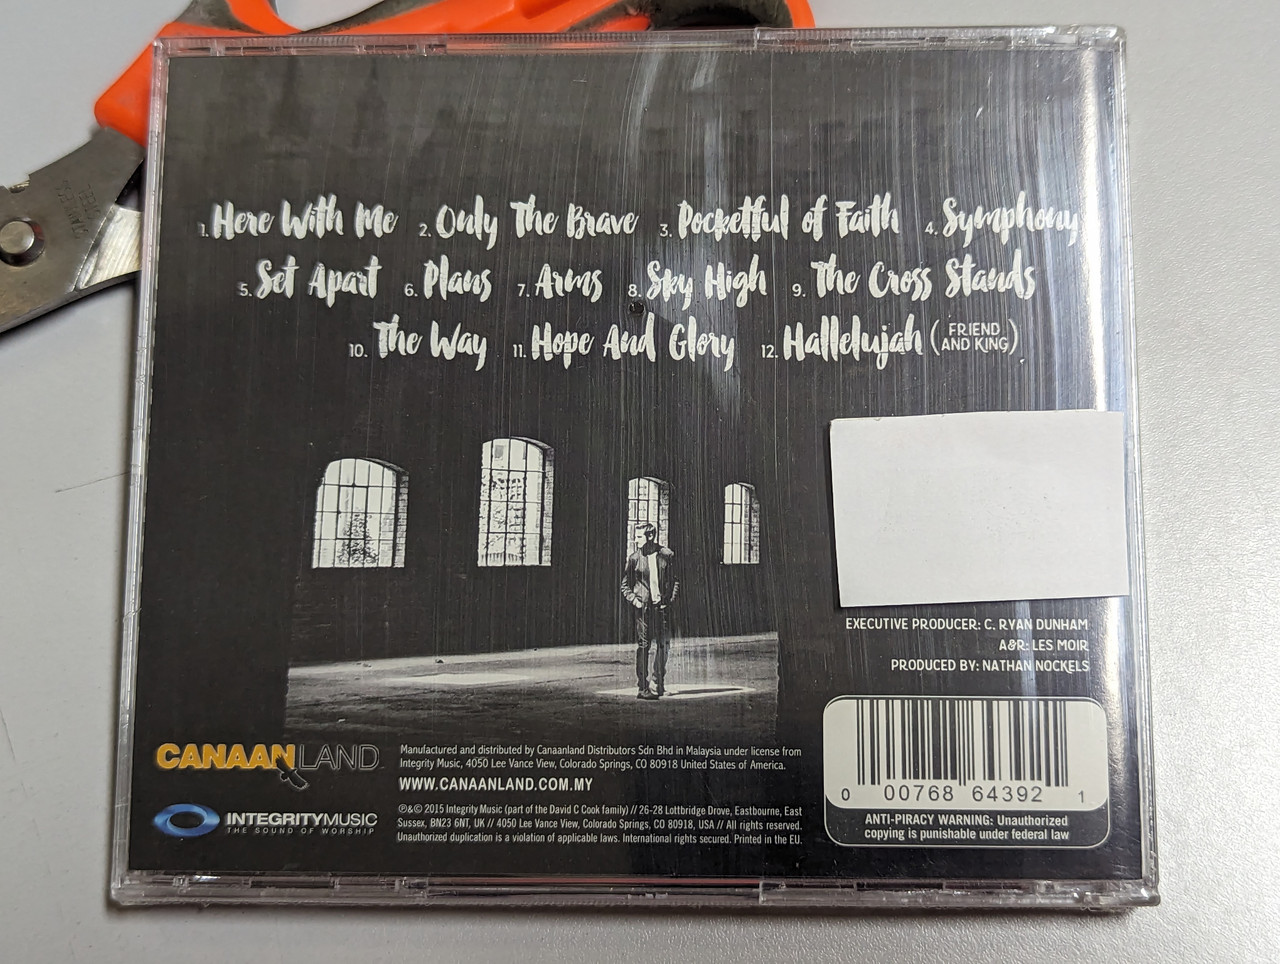 1. Here With Me 2. Only The Brave 3. Pocketful of Faith 4. Symphony
5. Set Apart 6. Plans 7. Arms 8. Sky High 9. The Cross Stands
10. The Way 11. Hope And Glory 12. Hallelujah (FRIEND AND KING)
EXECUTIVE PRODUCER: C. RYAN DUNHAM
A&R: LES MOIR
PRODUCED BY: NATHAN NOCKELS
CANAANLAND
Manufactured and distributed by Canaanland Distributors Sdn Bhd in Malaysia under license from
Integrity Music, 4050 Lee Vance View, Colorado Springs, CO 80918 United States of America.
WWW.CANAANLAND.COM.MY
INTEGRITYMUSIC
THE SOUND OF WORSHIP
℗&© 2015 Integrity Music (part of the David C Cook family) // 26-28 Lottbridge Drove, Eastbourne, East
Sussex, BN23 6NT, UK // 4050 Lee Vance View, Colorado Springs, CO 80918, USA // All rights reserved.
Unauthorized duplication is a violation of applicable laws. International rights secured. Printed in the EU.
0 00768 64392 1
ANTI-PIRACY WARNING: Unauthorized
copying is punishable under federal law